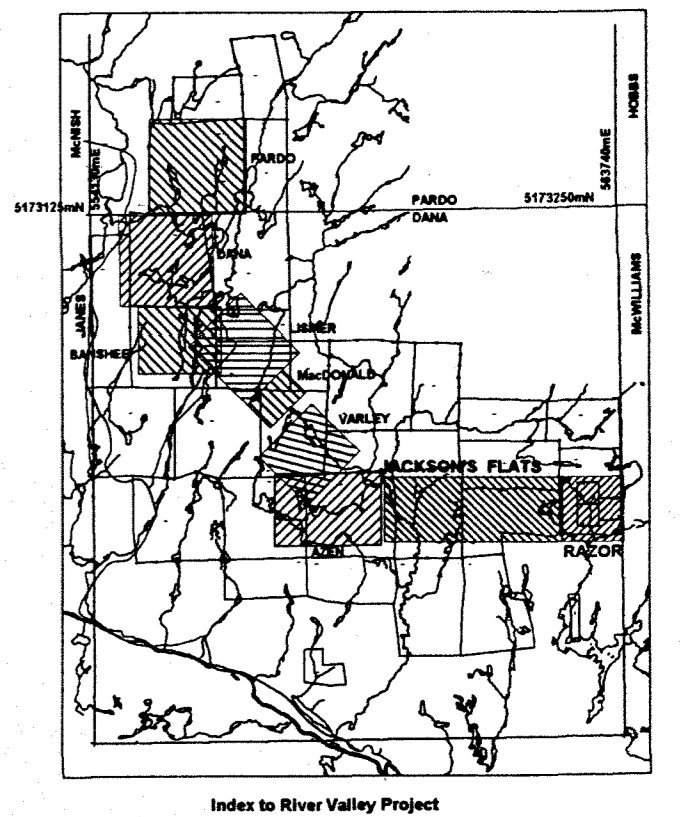 McNISH
554130mE
HOBBS
563740mE
PARDO
5173125mN
PARDO
5173250mN
DANA
DANA
JANES
McWILLIAMS
ISNER
BANSHEE
MacDONALD
VARLEY
JACKSON'S FLATS
AZEN
RAZOR
Index to River Valley Project